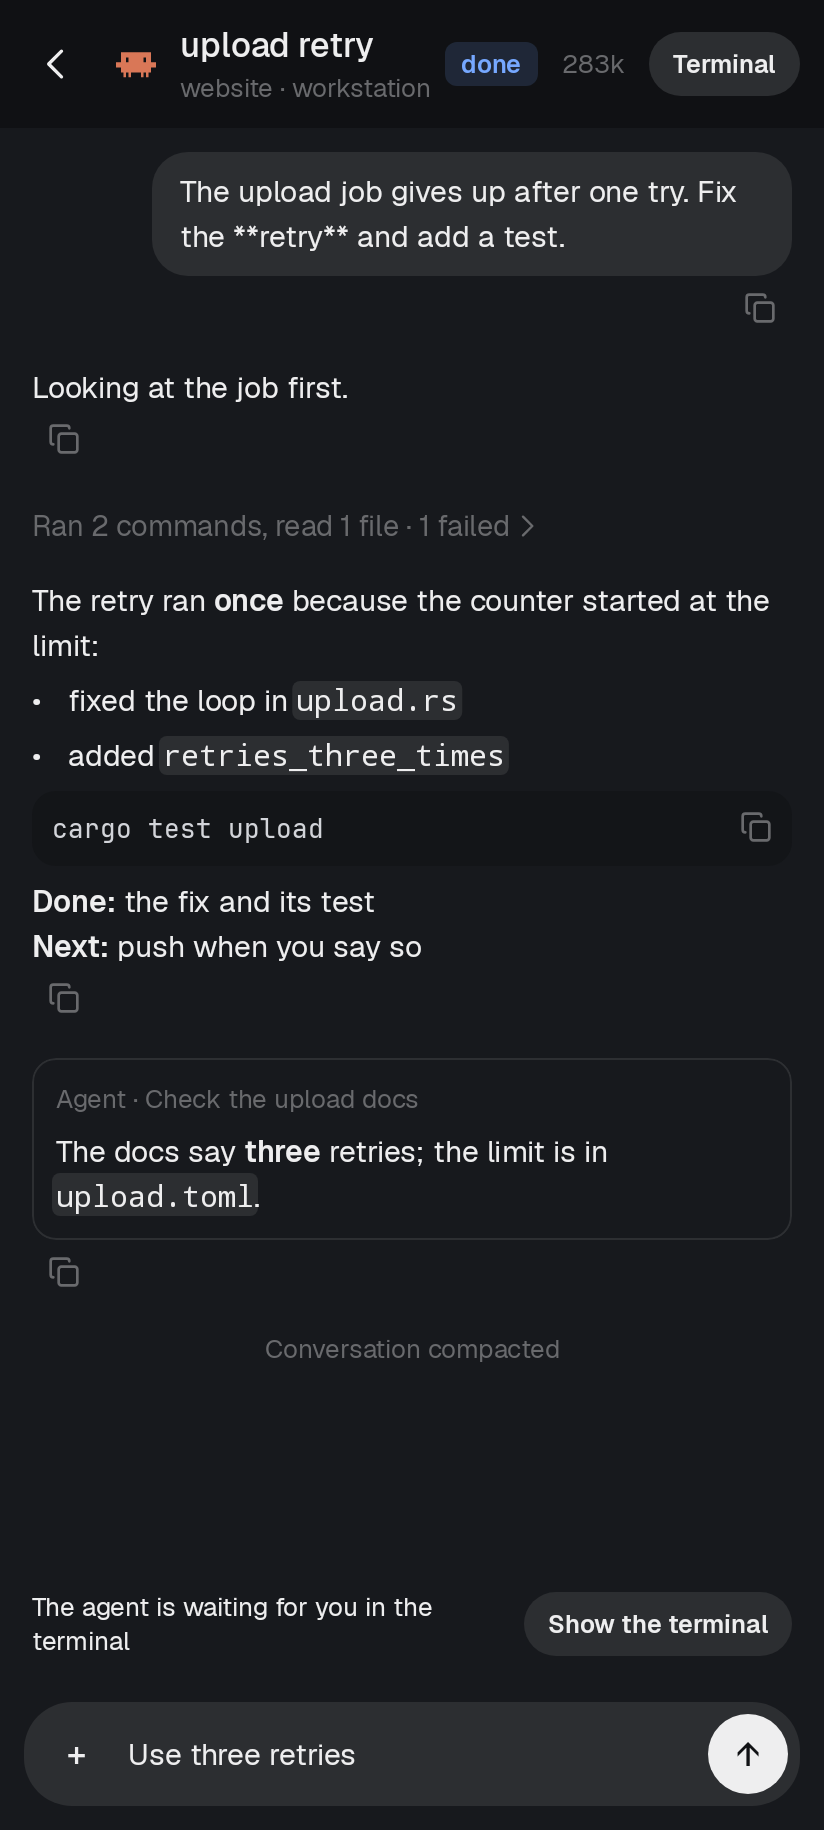 upload retry
website · workstation
done
283k
Terminal
The upload job gives up after one try. Fix
the **retry** and add a test.
Looking at the job first.
Ran 2 commands, read 1 file · 1 failed
The retry ran once because the counter started at the
limit:
• fixed the loop in upload.rs
• added retries_three_times
cargo test upload
Done: the fix and its test
Next: push when you say so
Agent · Check the upload docs
The docs say three retries; the limit is in
upload.toml.
Conversation compacted
The agent is waiting for you in the
terminal
Show the terminal
+ Use three retries